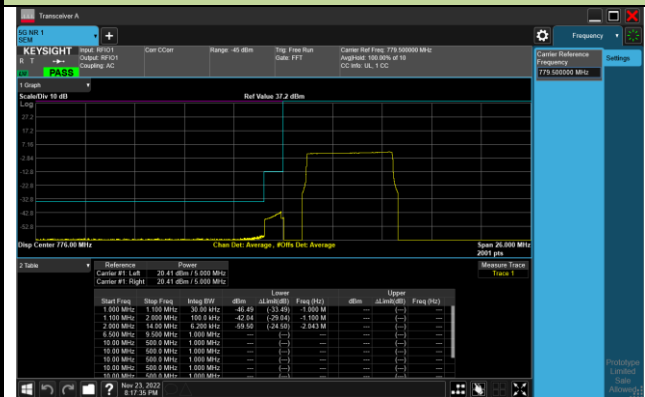 Transceiver A
5G NR 1
SEM
Frequency
KEYSIGHT
R T
PASS
Input: RFIO1
Output: RFIO1
Coupling: AC
Corr CCorr
Range: -45 dBm
Trig: Free Run
Gate: FFT
Carrier Ref Freq: 779.500000 MHz
Avg|Hold: 100.00% of 10
CC Info: UL, 1 CC
Carrier Reference
Frequency
779.500000 MHz
Settings
1 Graph
Scale/Div 10 dB
Ref Value 37.2 dBm
Log
27.2
17.2
7.16
-2.84
-12.8
-22.8
-32.8
-42.8
-52.8
Disp Center 776.00 MHz
Chan Det: Average , #Offs Det: Average
Span 26.000 MHz
2001 pts
2 Table
Reference Power
Carrier #1: Left 20.41 dBm / 5.000 MHz
Carrier #1: Right 20.41 dBm / 5.000 MHz
Measure Trace
Trace 1
Lower Upper
Start Freq Stop Freq Integ BW dBm ΔLimit(dB) Freq (Hz) dBm ΔLimit(dB) Freq (Hz)
1.000 MHz 1.100 MHz 30.00 kHz -46.49 (-33.49) -1.000 M --- (---) ---
1.100 MHz 2.000 MHz 100.0 kHz -42.04 (-29.04) -1.100 M --- (---) ---
2.000 MHz 14.00 MHz 6.200 kHz -59.50 (-24.50) -2.043 M --- (---) ---
6.500 MHz 9.500 MHz 1.000 MHz --- (---) --- --- (---) ---
10.00 MHz 500.0 MHz 1.000 MHz --- (---) --- --- (---) ---
10.00 MHz 500.0 MHz 1.000 MHz --- (---) --- --- (---) ---
10.00 MHz 500.0 MHz 1.000 MHz --- (---) --- --- (---) ---
10.00 MHz 500.0 MHz 1.000 MHz --- (---) --- --- (---) ---
10.00 MHz 500.0 MHz 1.000 MHz --- (---) --- --- (---) ---
Prototype
Limited
Sale
Allowed
Nov 23, 2022
8:17:35 PM